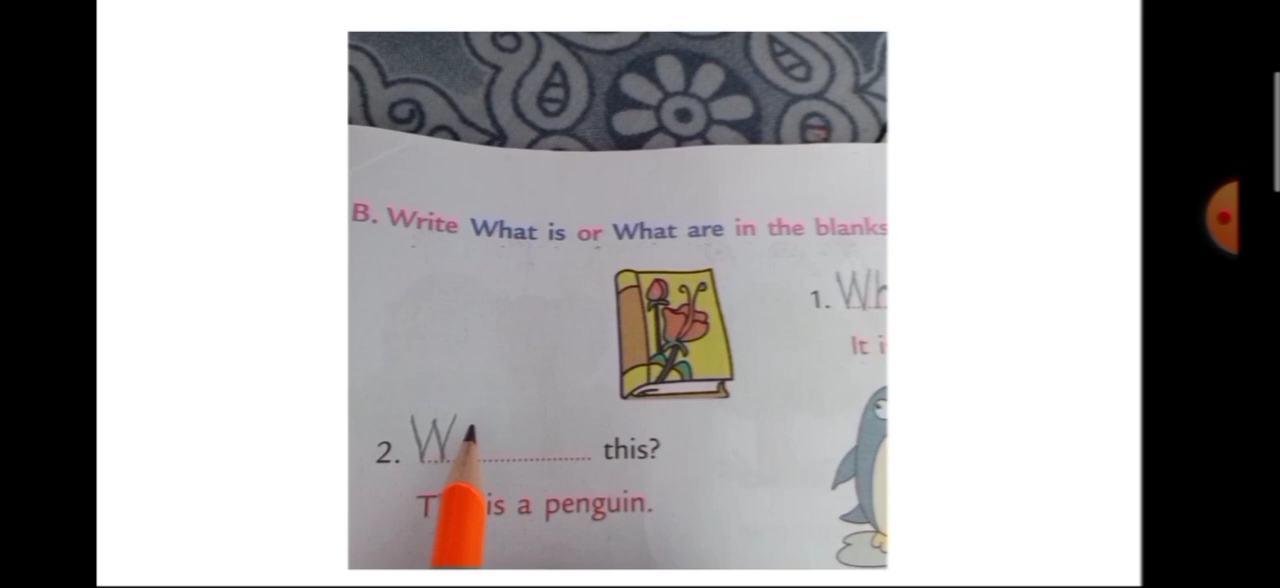 B. Write What is or What are in the blanks
1. Wh
It i
2. W this?
T is a penguin.